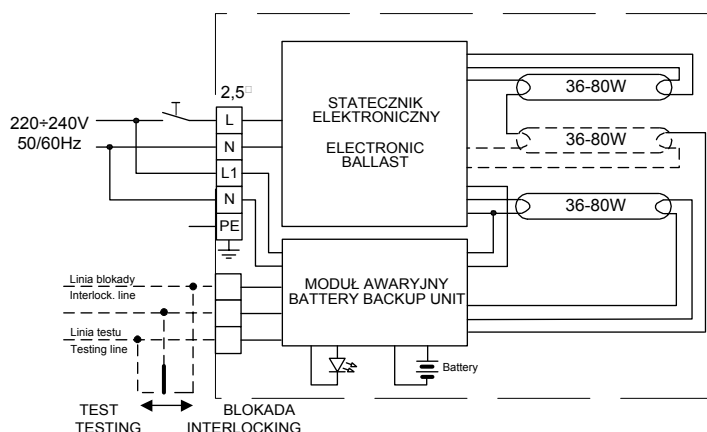 2,5□
220÷240V
50/60Hz
L
N
L1
N
PE
STATECZNIK
ELEKTRONICZNY
ELECTRONIC
BALLAST
36-80W
36-80W
36-80W
MODUŁ AWARYJNY
BATTERY BACKUP UNIT
Linia blokady
Interlock. line
Linia testu
Testing line
Battery
TEST
TESTING
BLOKADA
INTERLOCKING